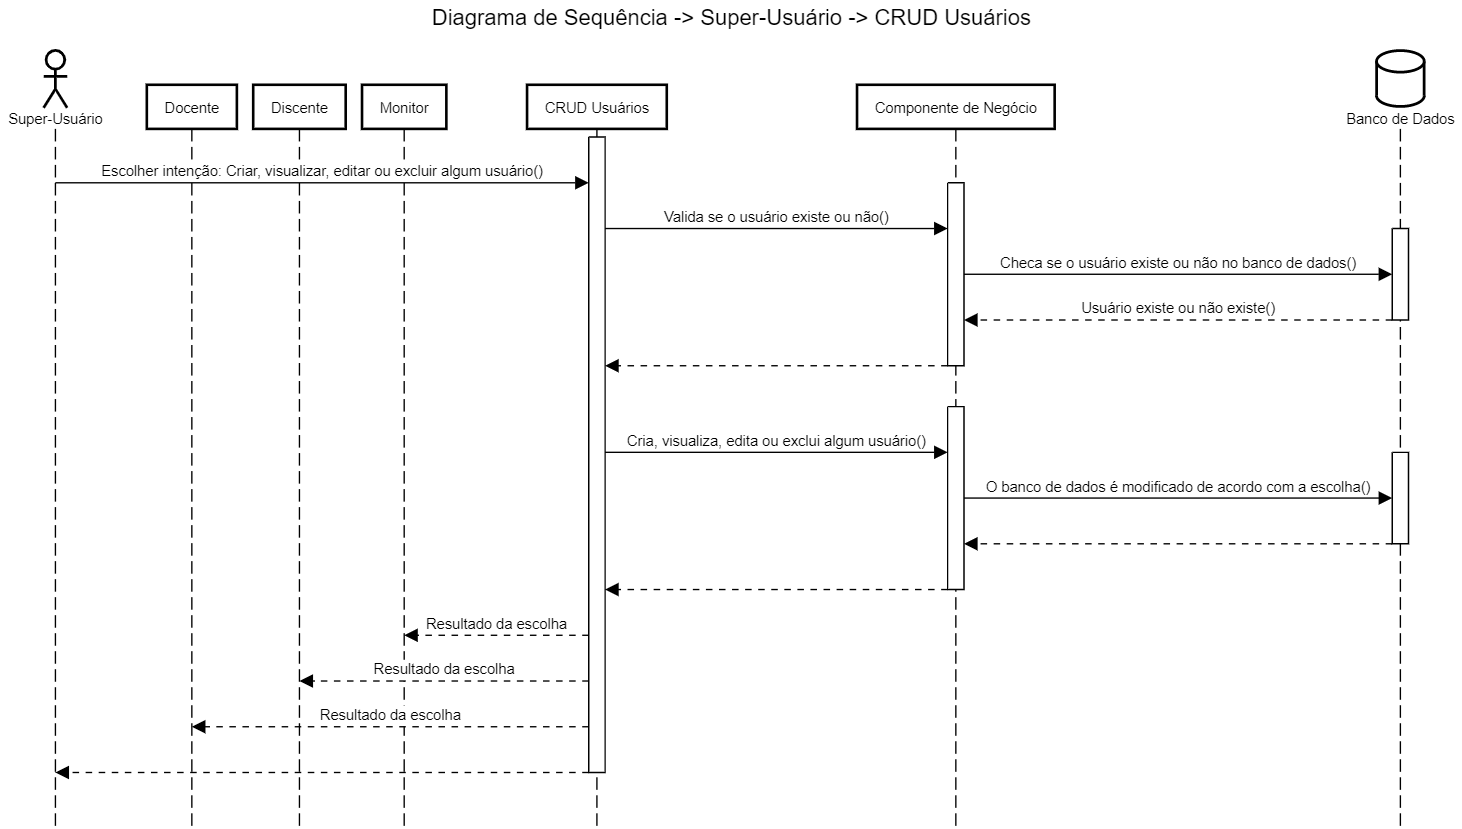 Diagrama de Sequência -> Super-Usuário -> CRUD Usuários
Super-Usuário
Docente
Discente
Monitor
CRUD Usuários
Componente de Negócio
Banco de Dados
Escolher intenção: Criar, visualizar, editar ou excluir algum usuário()
Valida se o usuário existe ou não()
Checa se o usuário existe ou não no banco de dados()
Usuário existe ou não existe()
Cria, visualiza, edita ou exclui algum usuário()
O banco de dados é modificado de acordo com a escolha()
Resultado da escolha
Resultado da escolha
Resultado da escolha